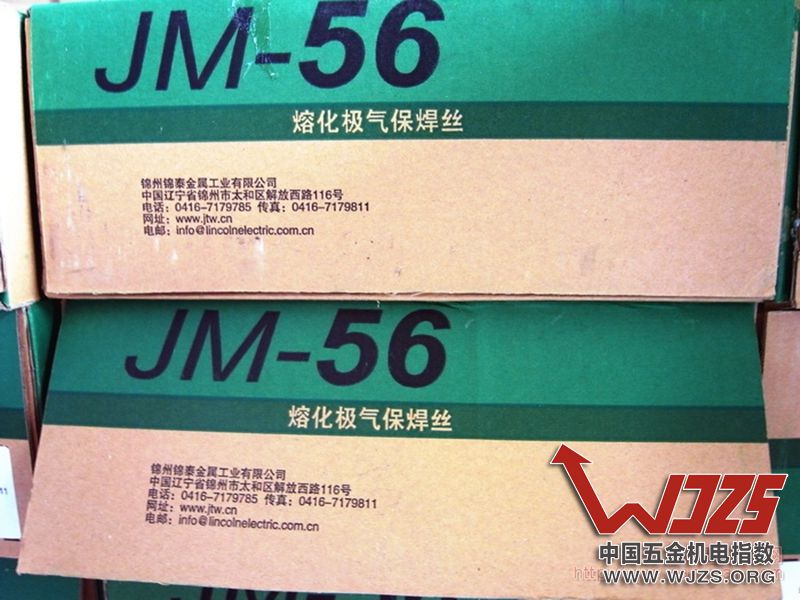 JM-56
熔化极气保焊丝
锦州锦泰金属工业有限公司
中国辽宁省锦州市太和区解放西路116号
电话：0416-7179785 传真：0416-7179811
网址：www.jtw.cn
电邮：info@lincolnelectric.com.cn
JM-56
熔化极气保焊丝
锦州锦泰金属工业有限公司
中国辽宁省锦州市太和区解放西路116号
电话：0416-7179785 传真：0416-7179811
网址：www.jtw.cn
电邮：info@lincolnelectric.com.cn
11
WJZS
中国五金机电指数
WWW.WJZS.ORG
JM-56